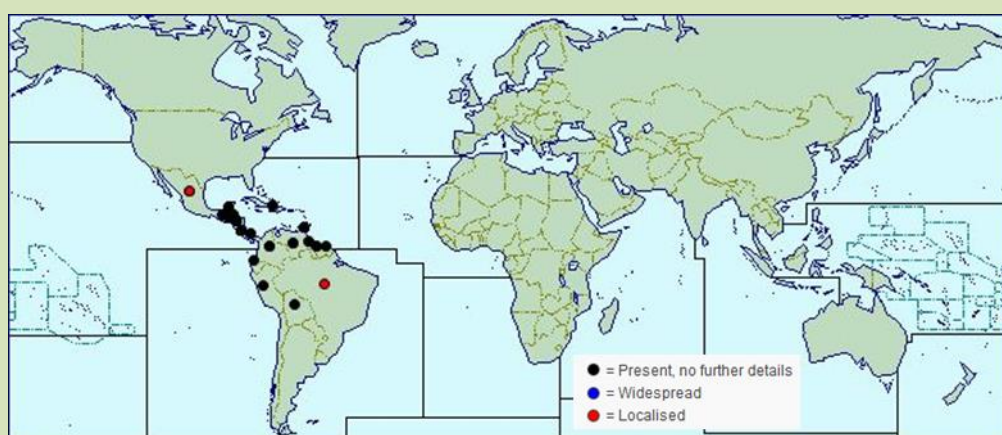 = Present, no further details
= Widespread
= Localised